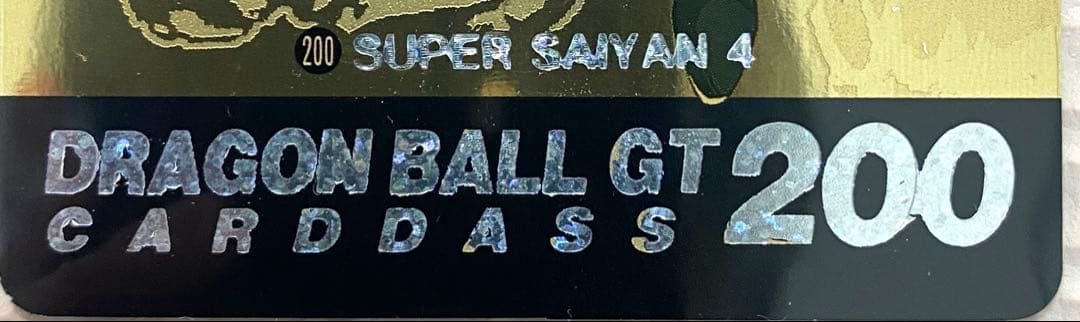 200 SUPER SAIYAN 4
DRAGON BALL GT 200
CARDDASS